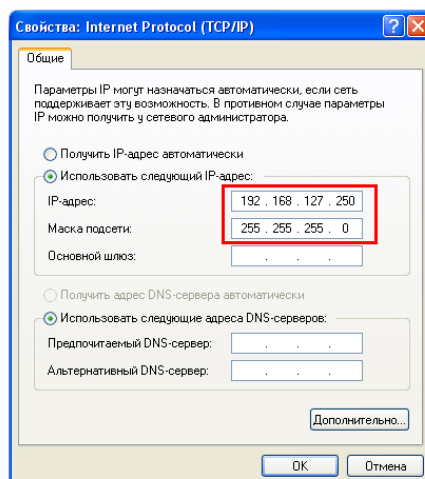 Свойства: Internet Protocol (TCP/IP)
Общие
Параметры IP могут назначаться автоматически, если сеть
поддерживает эту возможность. В противном случае параметры
IP можно получить у сетевого администратора.
Получить IP-адрес автоматически
Использовать следующий IP-адрес:
IP-адрес: 192 . 168 . 127 . 250
Маска подсети: 255 . 255 . 255 . 0
Основной шлюз: . . .
Получить адрес DNS-сервера автоматически
Использовать следующие адреса DNS-серверов:
Предпочитаемый DNS-сервер: . . .
Альтернативный DNS-сервер: . . .
Дополнительно...
OK Отмена